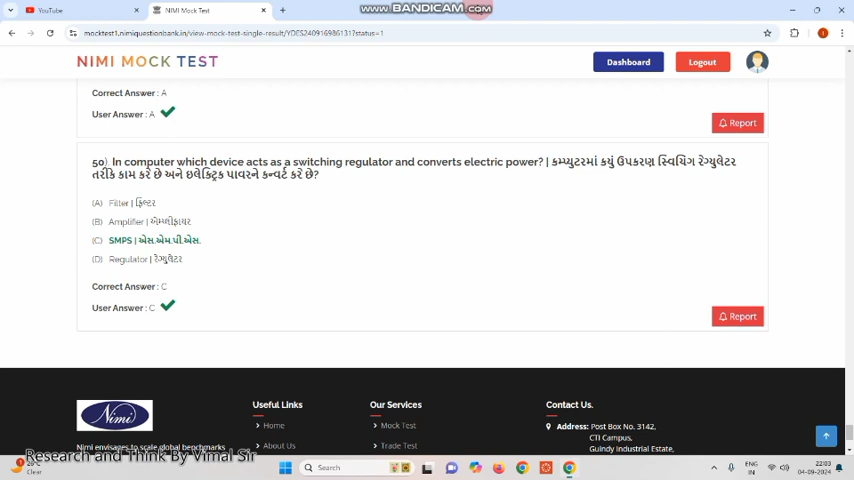 YouTube
NIMI Mock Test
www.BANDICAM.COM
mocktest1.nimiquestionbank.in/view-mock-test-single-result/YDES24091698613​1?status=1
NIMI MOCK TEST
Dashboard
Logout
Correct Answer : A
User Answer : A
Report
50). In computer which device acts as a switching regulator and converts electric power? | કમ્પ્યુટરમાં કયું ઉપકરણ સ્વિચિંગ રેગ્યુલેટર
તરીકે કામ કરે છે અને ઇલેક્ટ્રિક પાવરને કન્વર્ટ કરે છે?
(A) Filter | ફિલ્ટર
(B) Amplifier | એમ્પ્લીફાયર
(C) SMPS | એસ.એમ.પી.એસ.
(D) Regulator | રેગ્યુલેટર
Correct Answer : C
User Answer : C
Report
Nimi
Useful Links
Our Services
Contact Us.
Home
Mock Test
Address: Post Box No. 3142,
CTI Campus,
Guindy Industrial Estate,
About Us
Trade Test
Nimi envisages to scale global benchmarks
Research and Think By Vimal Sir
Clear
Search
ENG
IN
22:03
04-09-2024